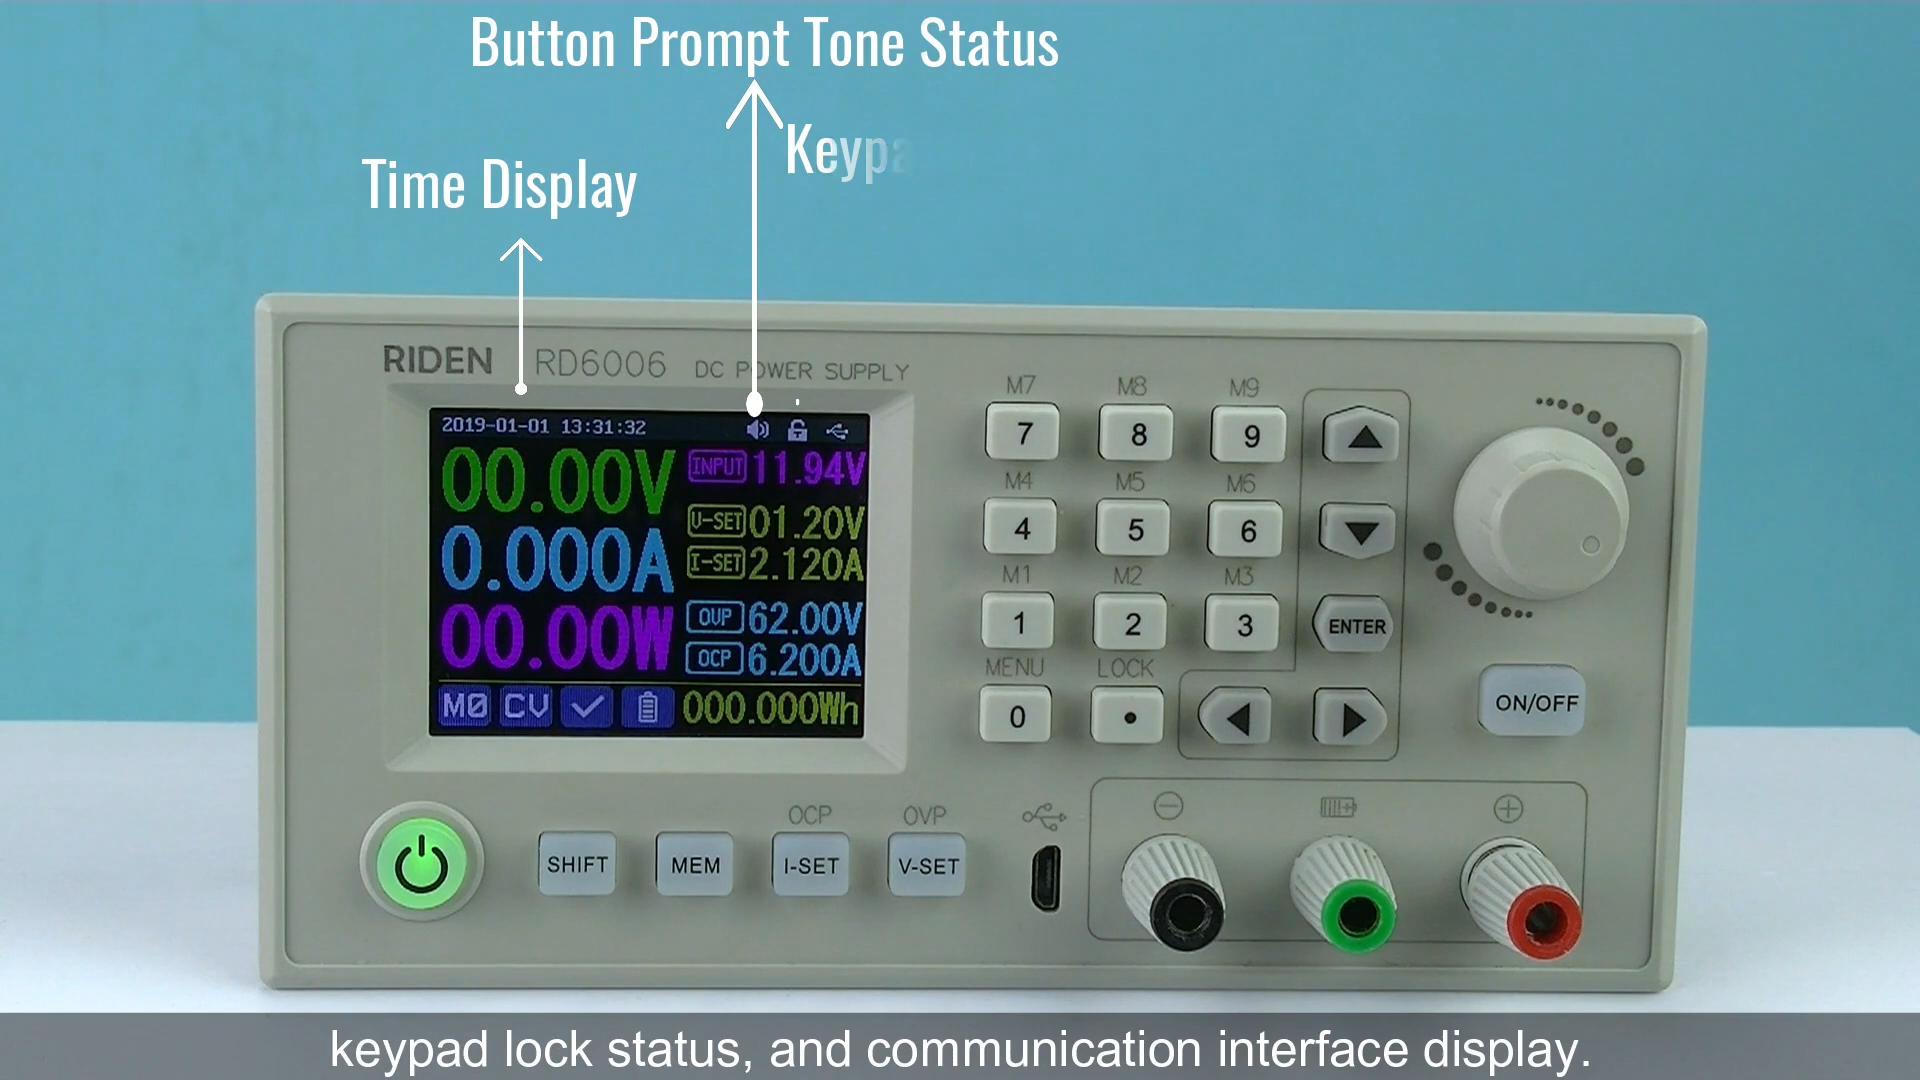 Button Prompt Tone Status
Keypa
Time Display
RIDEN RD6006 DC POWER SUPPLY
2019-01-01 13:31:32
00.00V
INPUT 11.94V
0.000A
V-SET 01.20V
I-SET 2.120A
00.00W
OVP 62.00V
OCP 6.200A
M0 CV 000.000Wh
M7 M8 M9
7 8 9
M4 M5 M6
4 5 6
M1 M2 M3
1 2 3
ENTER
MENU LOCK
0 •
ON/OFF
OCP OVP
SHIFT MEM I-SET V-SET
keypad lock status, and communication interface display.